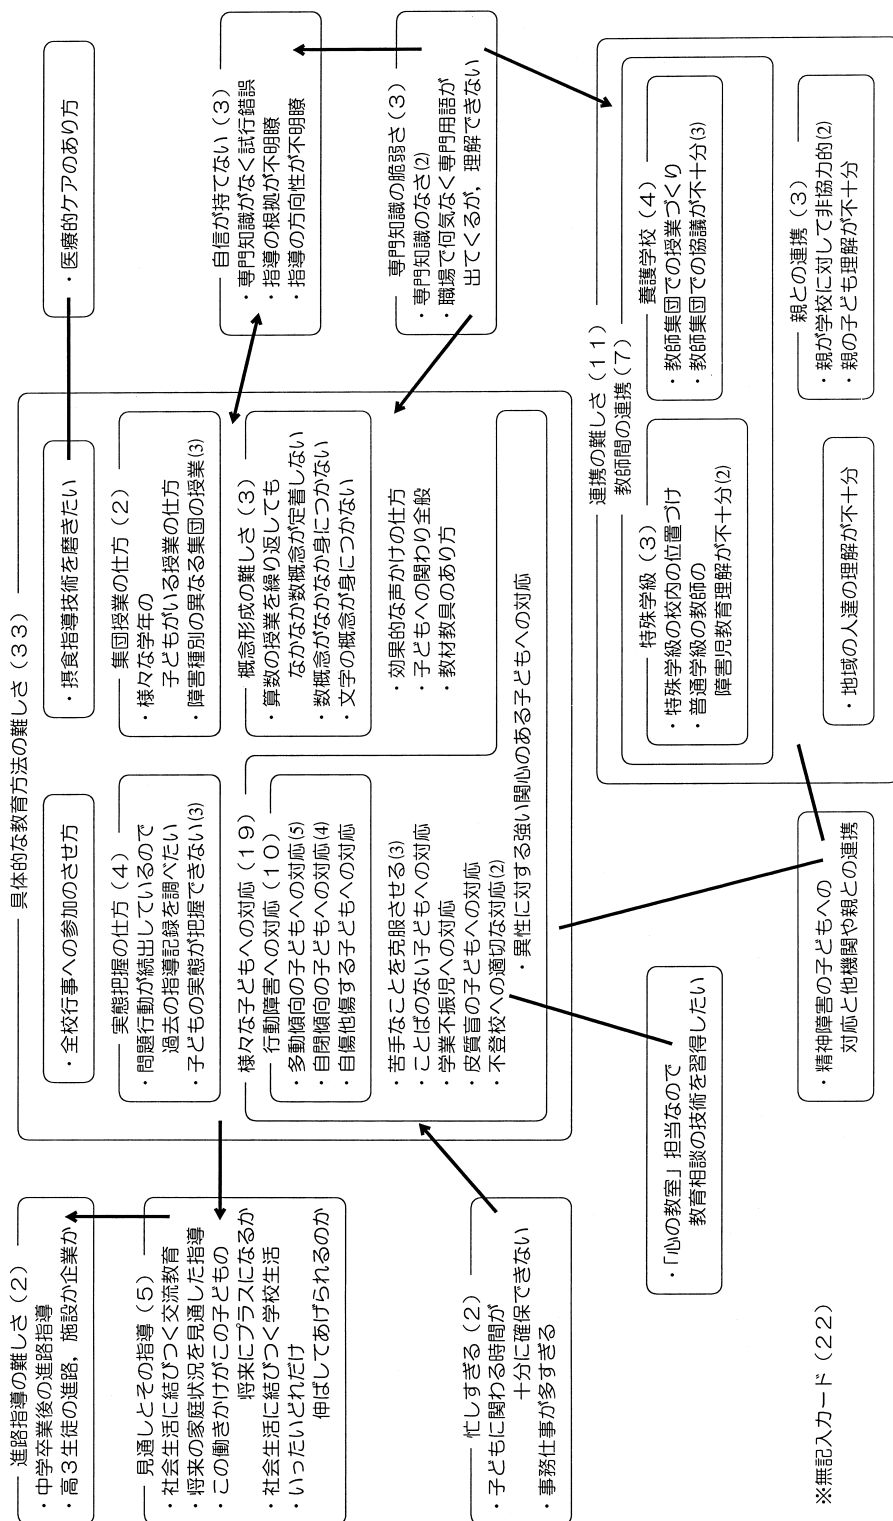 進路指導の難しさ（２）
・中学卒業後の進路指導
・高３生徒の進路，施設か企業か
見通しとその指導（５）
・社会生活に結びつく交流教育
・将来の家庭状況を見通した指導
・この働きかけがこの子どもの
将来にプラスになるか
・社会生活に結びつく学校生活
・いったいどれだけ
伸ばしてあげられるのか
忙しすぎる（２）
・子どもに関わる時間が
十分に確保できない
・事務仕事が多すぎる
※無記入カード（２２）
具体的な教育方法の難しさ（３３）
・全校行事への参加のさせ方
・摂食指導技術を磨きたい
実態把握の仕方（４）
・問題行動が続出しているので
過去の指導記録を調べたい
・子どもの実態が把握できない(3)
集団授業の仕方（２）
・様々な学年の
子どもがいる授業の仕方
・障害種別の異なる集団の授業(3)
様々な子どもへの対応（１９）
行動障害への対応（１０）
・多動傾向の子どもへの対応(5)
・自閉傾向の子どもへの対応(4)
・自傷他傷する子どもへの対応
・苦手なことを克服させる(3)
・ことばのない子どもへの対応
・学業不振児への対応
・皮質盲の子どもへの対応
・不登校への適切な対応(2)
・異性に対する強い関心のある子どもへの対応
概念形成の難しさ（３）
・算数の授業を繰り返しても
なかなか数概念が定着しない
・数概念がなかなか身につかない
・文字の概念が身につかない
・効果的な声かけの仕方
・子どもへの関わり全般
・教材教具のあり方
・「心の教室」担当なので
教育相談の技術を習得したい
・精神障害の子どもへの
対応と他機関や親との連携
・医療的ケアのあり方
自信が持てない（３）
・専門知識がなく試行錯誤
・指導の根拠が不明瞭
・指導の方向性が不明瞭
専門知識の脆弱さ（３）
・専門知識のなさ(2)
・職場で何気なく専門用語が
出てくるが，理解できない
連携の難しさ（１１）
教師間の連携（７）
特殊学級（３）
・特殊学級の校内の位置づけ
・普通学級の教師の
障害児教育理解が不十分(2)
養護学校（４）
・教師集団での授業づくり
・教師集団での協議が不十分(3)
・地域の人達の理解が不十分
親との連携（３）
・親が学校に対して非協力的(2)
・親の子ども理解が不十分